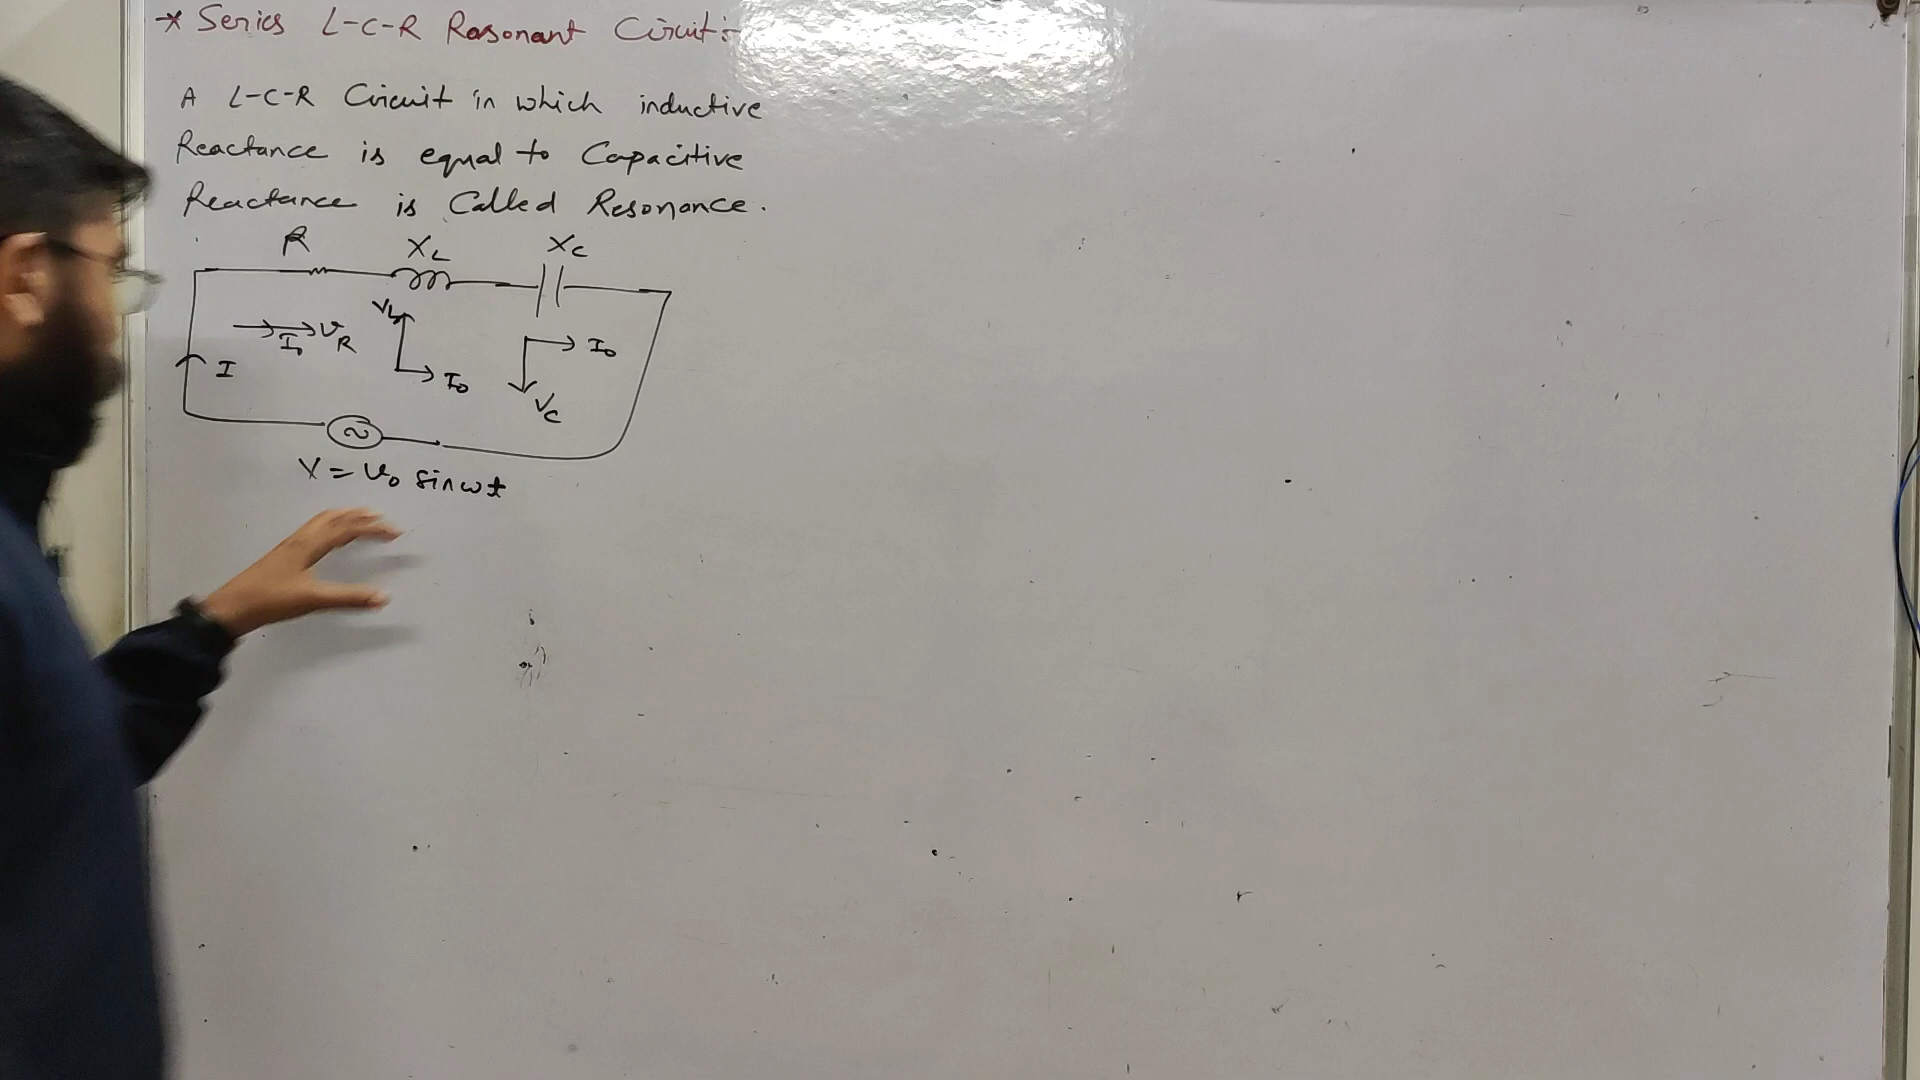 * Series L-C-R Rasonant Circuit:-
A L-C-R Circuit in which inductive
Reactance is equal to Capacitive
Reactance is Called Resonance.
R XL XC
VL
I0 VR
I0
I0
I
VC
V = V0 sinωt